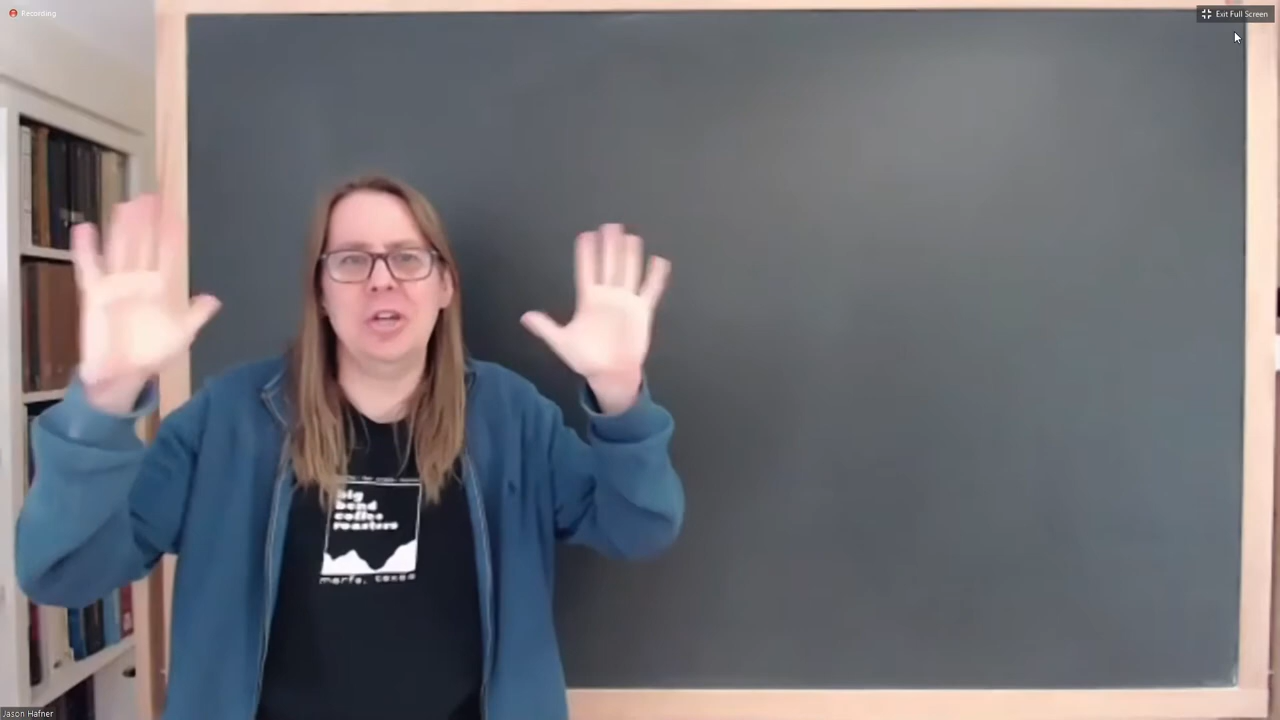 Recording
Exit Full Screen
big
bend
coffee
roasters
marfa, texas
Jason Hafner